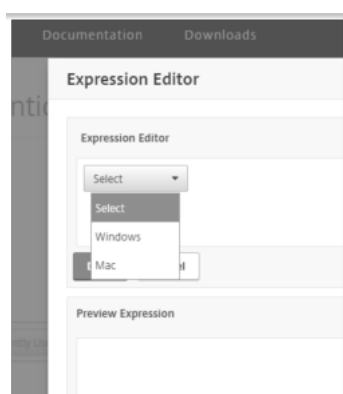 Documentation Downloads
Expression Editor
Expression Editor
Select
Select
Windows
Mac
Preview Expression